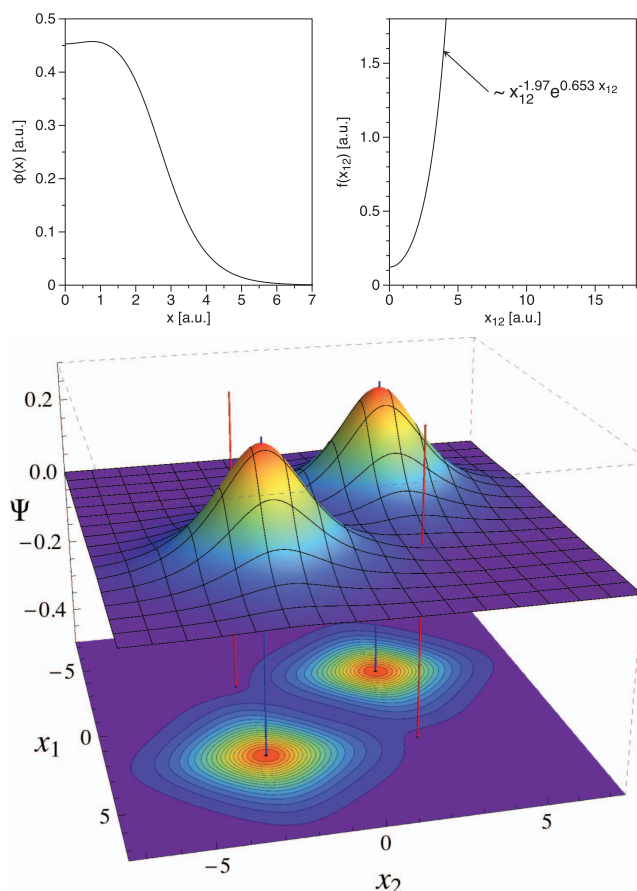 0.5
0.4
0.3
0.2
0.1
0
ϕ(x) [a.u.]
0 1 2 3 4 5 6 7
x [a.u.]
1.5
1
0.5
0
f(x₁₂) [a.u.]
~ x₁₂^-1.97 e^0.653 x₁₂
0 5 10 15
x₁₂ [a.u.]
0.2
0.0
Ψ
−0.2
−0.4
-5
x₁ 0
5
-5 0 5
x₂